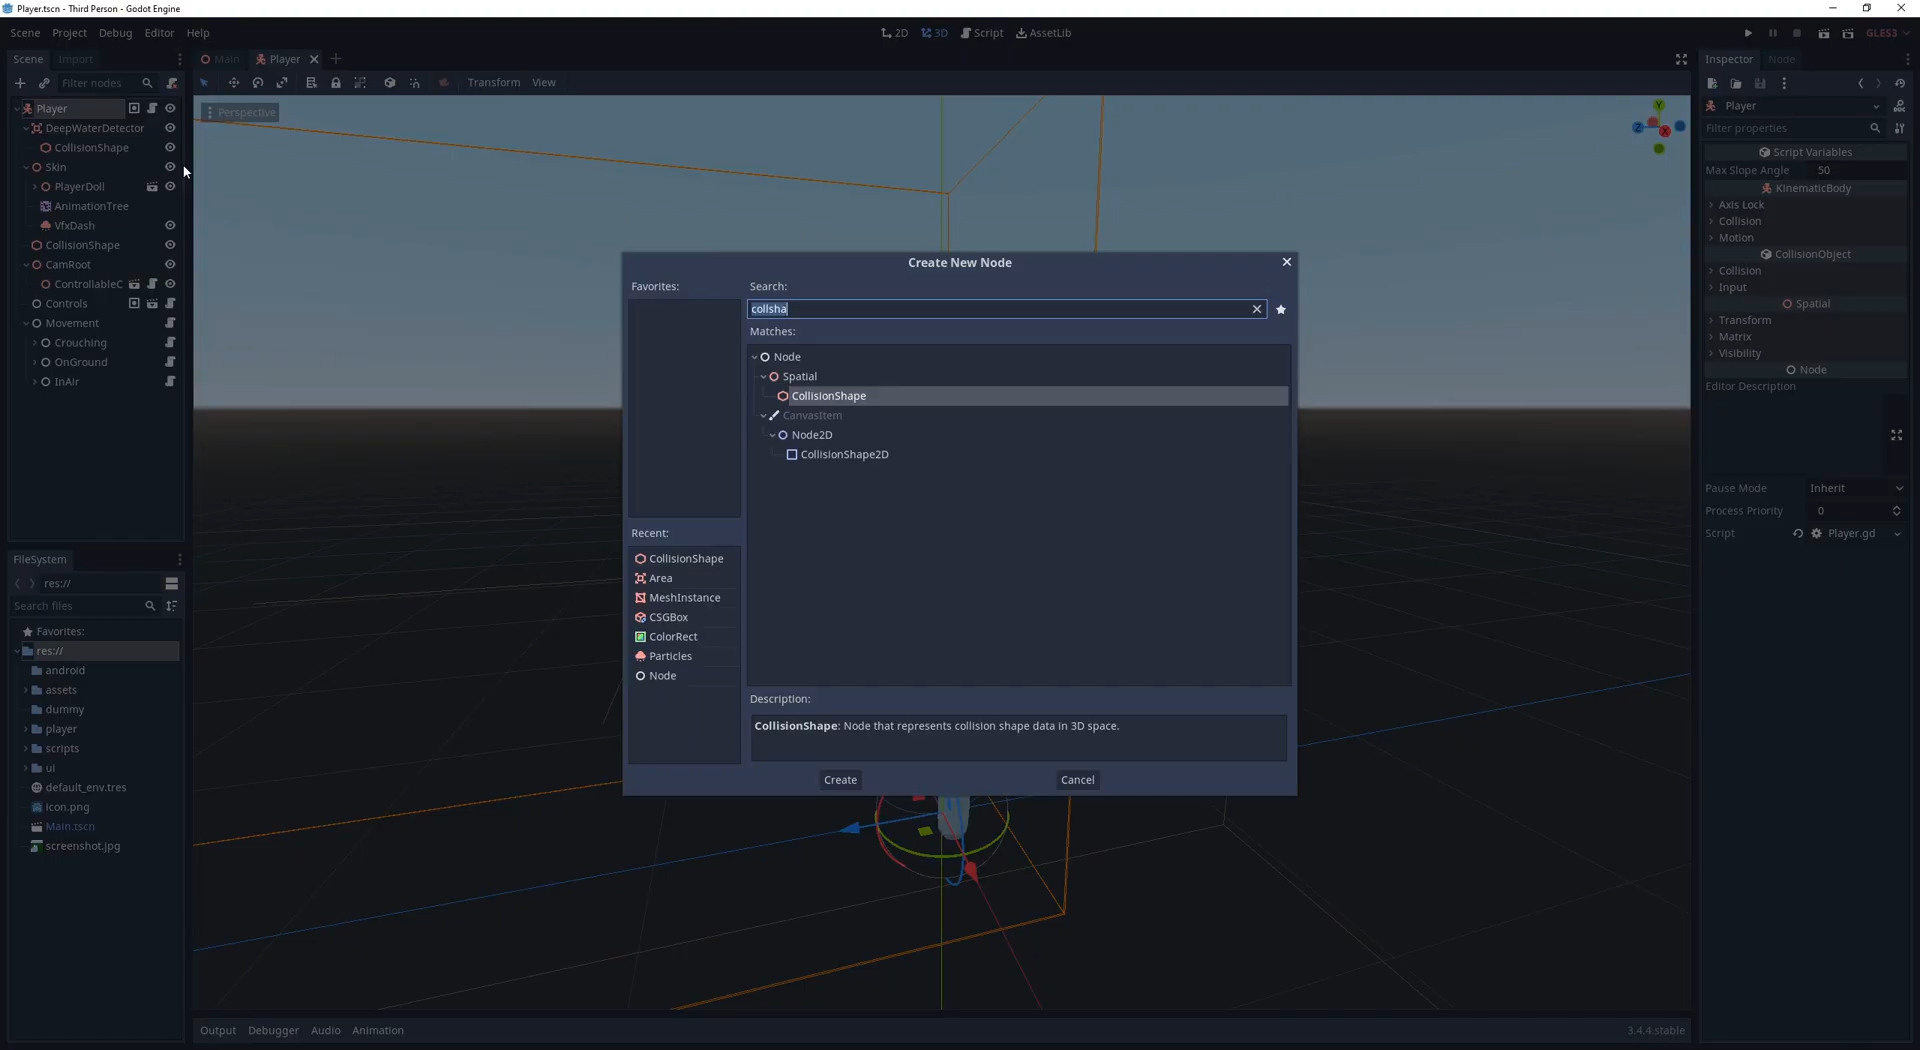 Player.tscn - Third Person - Godot Engine
Scene Project Debug Editor Help
2D 3D Script AssetLib
GLES3
Scene Import
Main Player
Inspector Node
Filter nodes
Transform View
Player
DeepWaterDetector
CollisionShape
Skin
PlayerDoll
AnimationTree
VfxDash
CollisionShape
CamRoot
ControllableC
Controls
Movement
Crouching
OnGround
InAir
Perspective
Y
Z
X
Create New Node
Favorites:
Search:
collsha
Matches:
Node
Spatial
CollisionShape
CanvasItem
Node2D
CollisionShape2D
Recent:
CollisionShape
Area
MeshInstance
CSGBox
ColorRect
Particles
Node
Description:
CollisionShape: Node that represents collision shape data in 3D space.
Create Cancel
Player
Filter properties
Script Variables
Max Slope Angle 50
KinematicBody
Axis Lock
Collision
Motion
CollisionObject
Collision
Input
Spatial
Transform
Matrix
Visibility
Node
Editor Description
Pause Mode Inherit
Process Priority 0
Script Player.gd
FileSystem
res://
Search files
Favorites:
res://
android
assets
dummy
player
scripts
ui
default_env.tres
icon.png
Main.tscn
screenshot.jpg
Output Debugger Audio Animation
3.4.4.stable